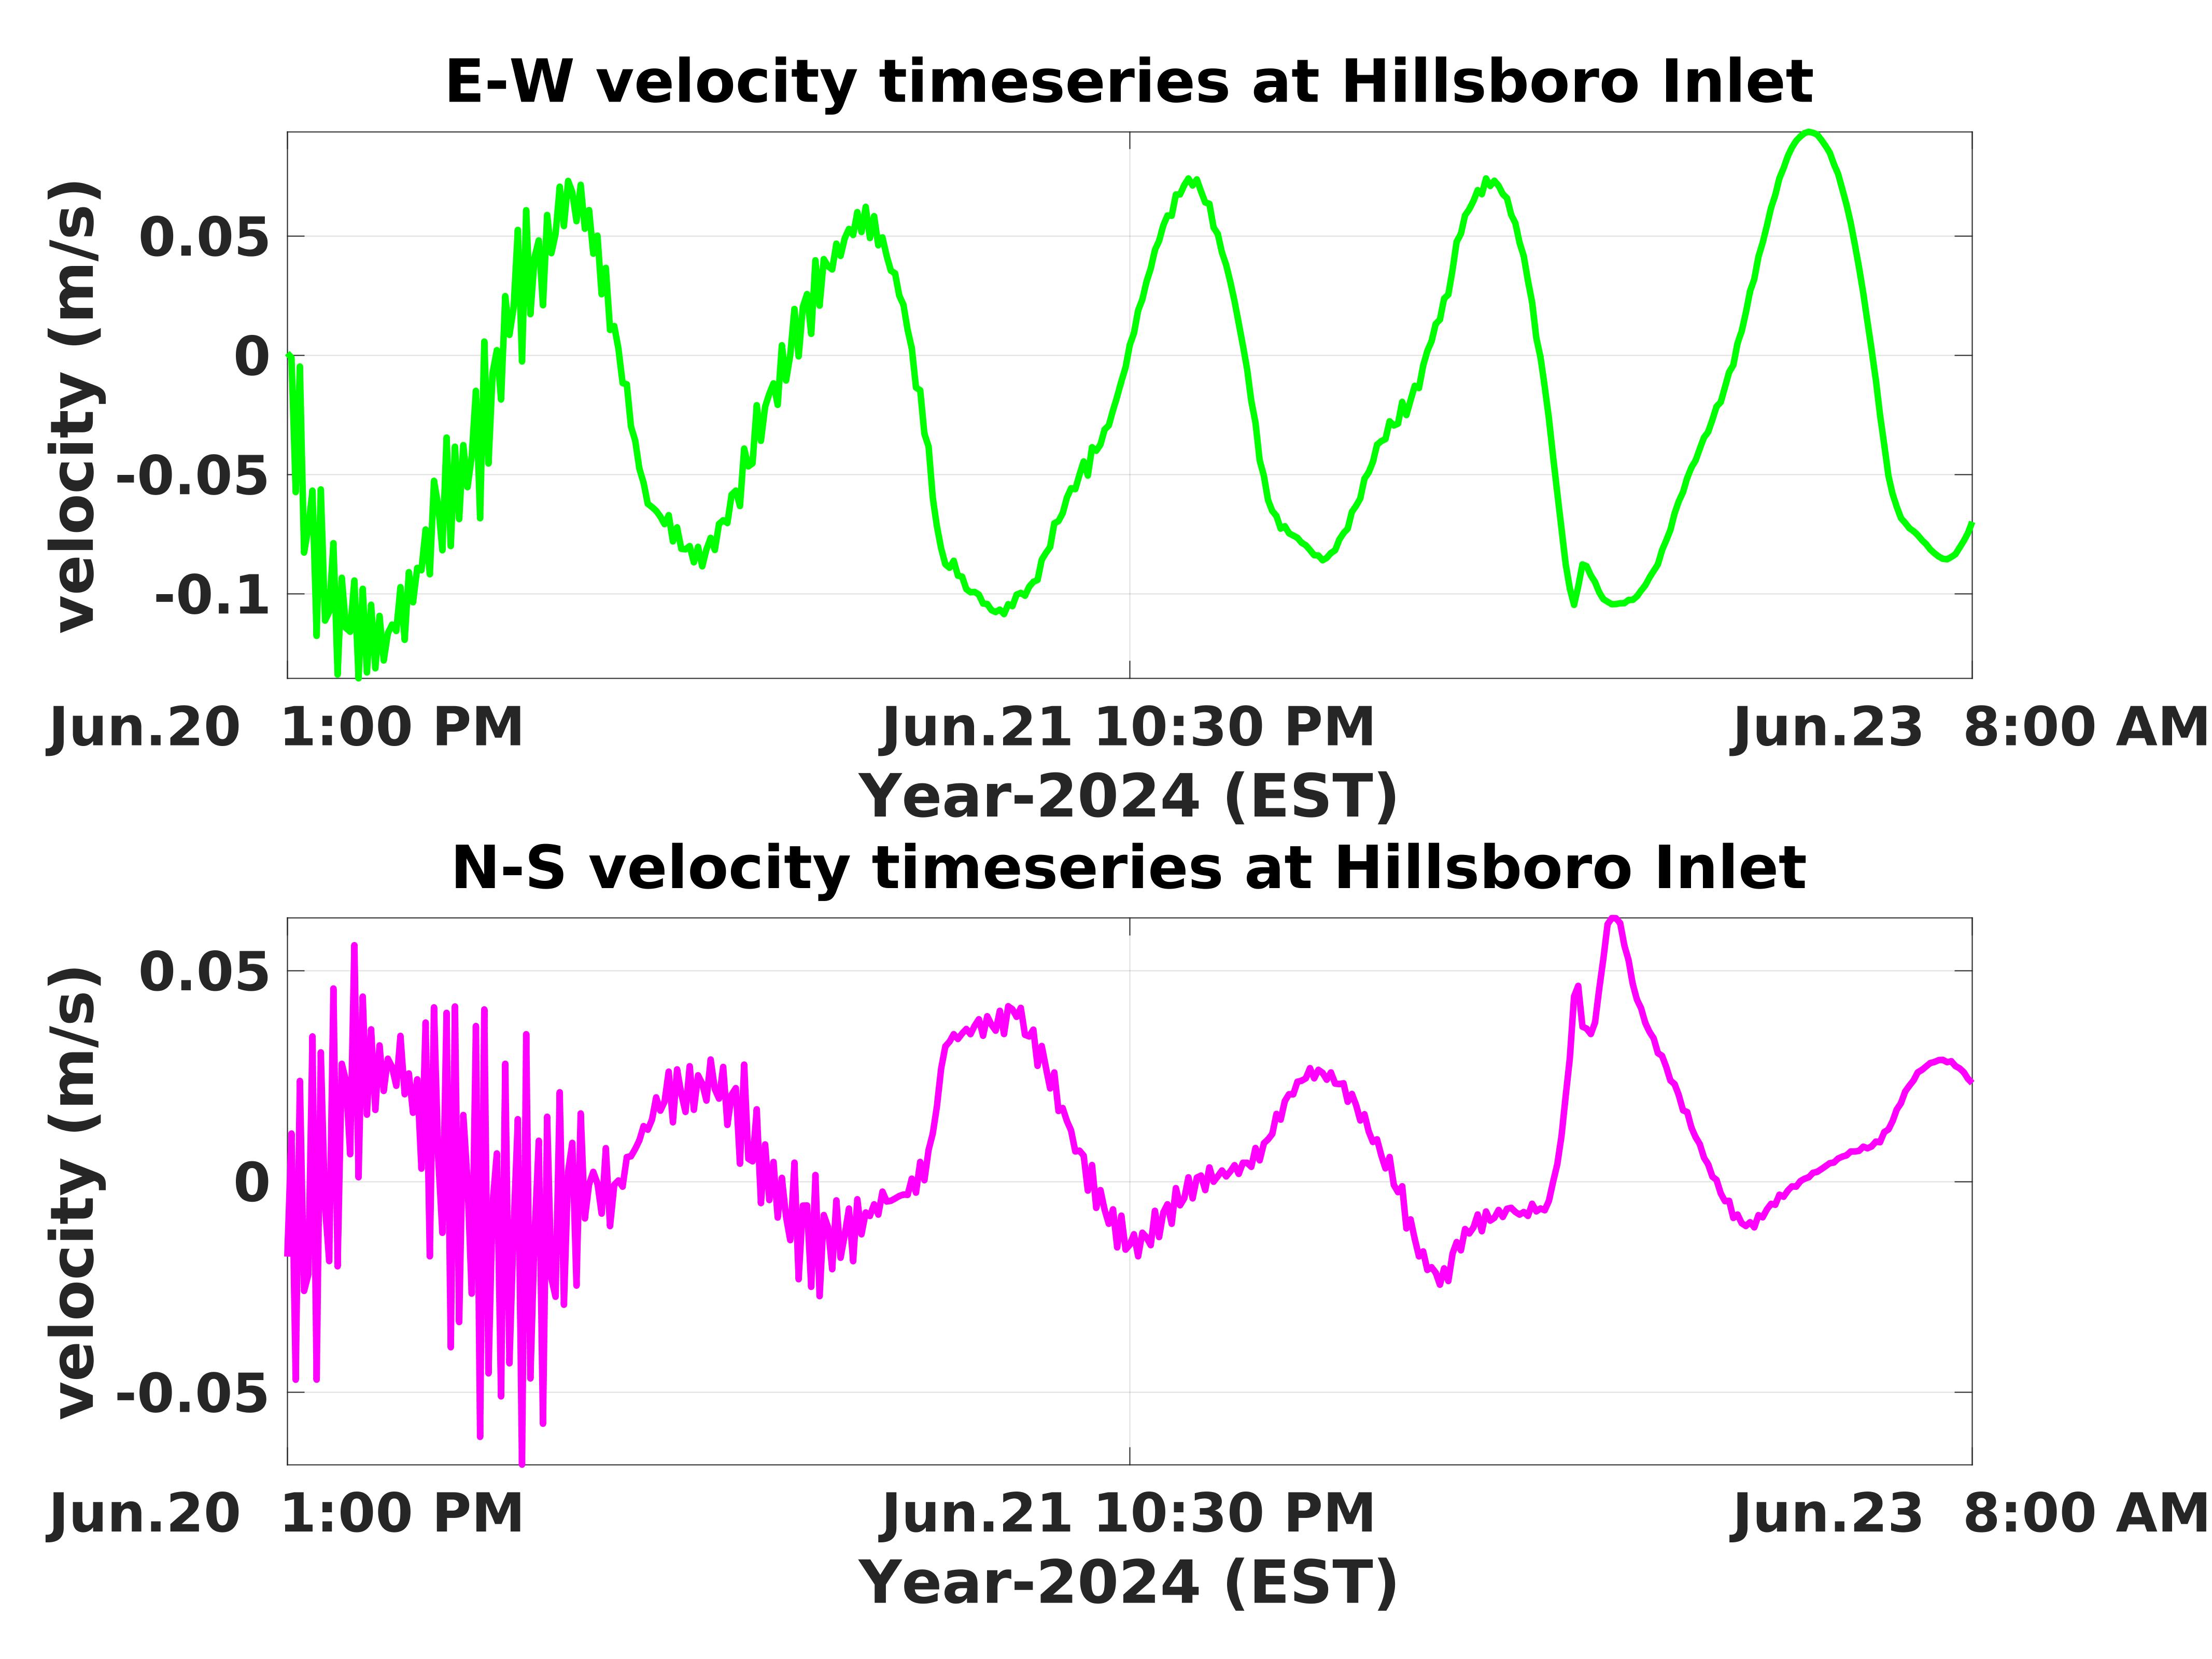 E-W velocity timeseries at Hillsboro Inlet
velocity (m/s)
0.05
0
-0.05
-0.1
Jun.20  1:00 PM
Jun.21 10:30 PM
Jun.23  8:00 AM
Year-2024 (EST)
N-S velocity timeseries at Hillsboro Inlet
velocity (m/s)
0.05
0
-0.05
Jun.20  1:00 PM
Jun.21 10:30 PM
Jun.23  8:00 AM
Year-2024 (EST)